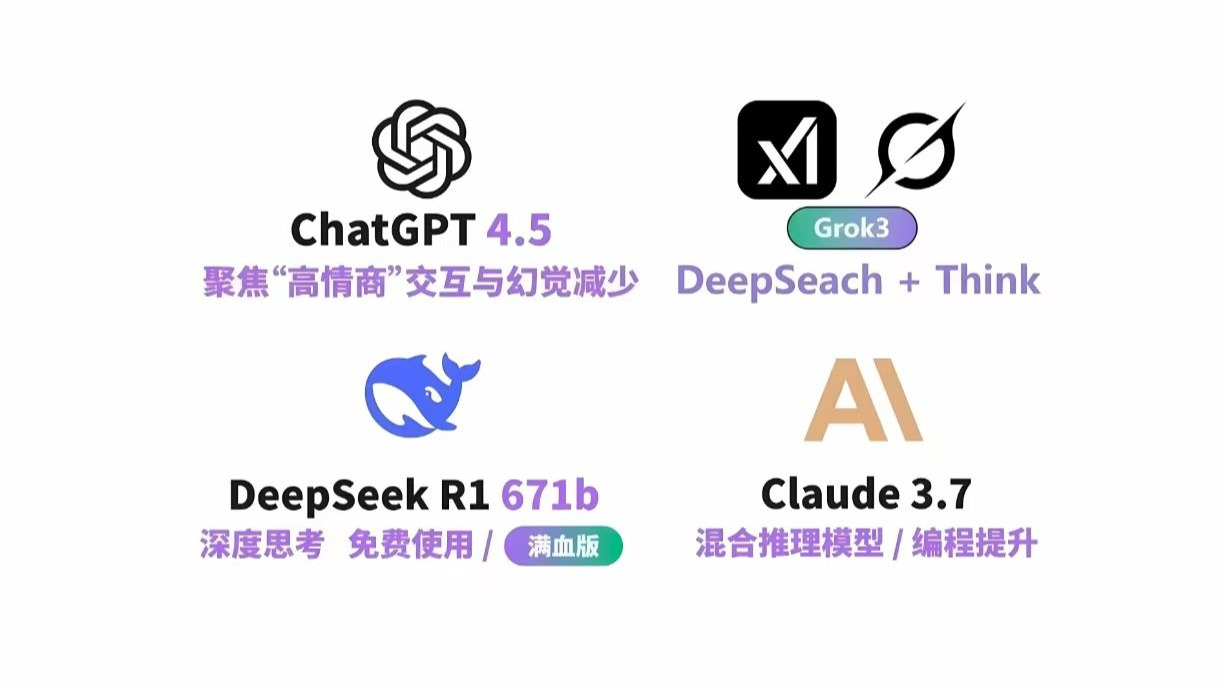 ChatGPT 4.5
聚焦“高情商”交互与幻觉减少
xI
Grok3
DeepSeach + Think
DeepSeek R1 671b
深度思考 免费使用 / 满血版
AI
Claude 3.7
混合推理模型 / 编程提升